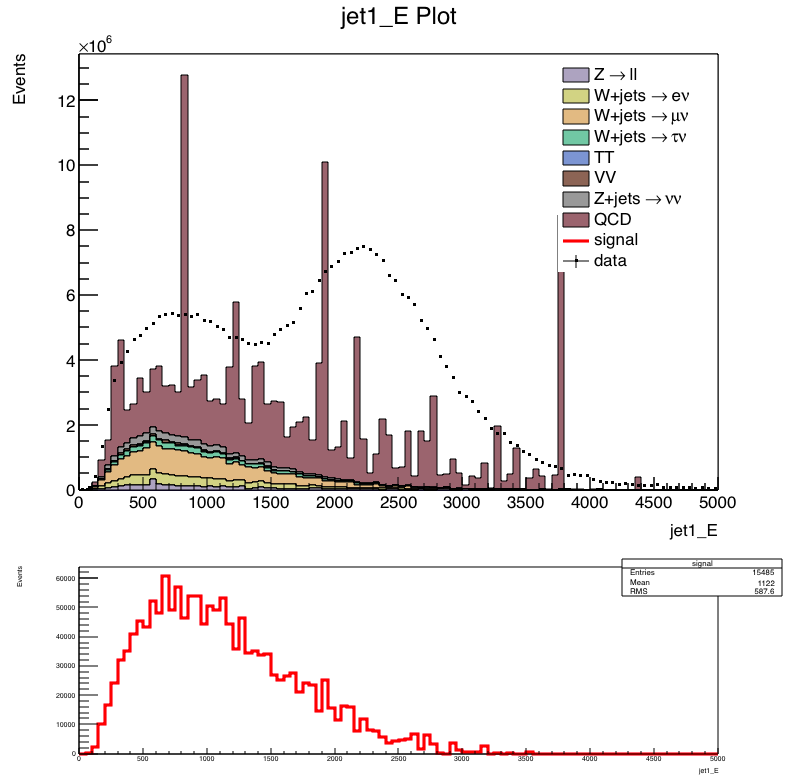 jet1_E Plot
×10⁶
Events
12
10
8
6
4
2
0
Z → ll
W+jets → eν
W+jets → μν
W+jets → τν
TT
VV
Z+jets → νν
QCD
signal
data
0 500 1000 1500 2000 2500 3000 3500 4000 4500 5000
jet1_E
Events
60000
50000
40000
30000
20000
10000
0
signal
Entries 15485
Mean 1122
RMS 587.6
0 500 1000 1500 2000 2500 3000 3500 4000 4500 5000
jet1_E